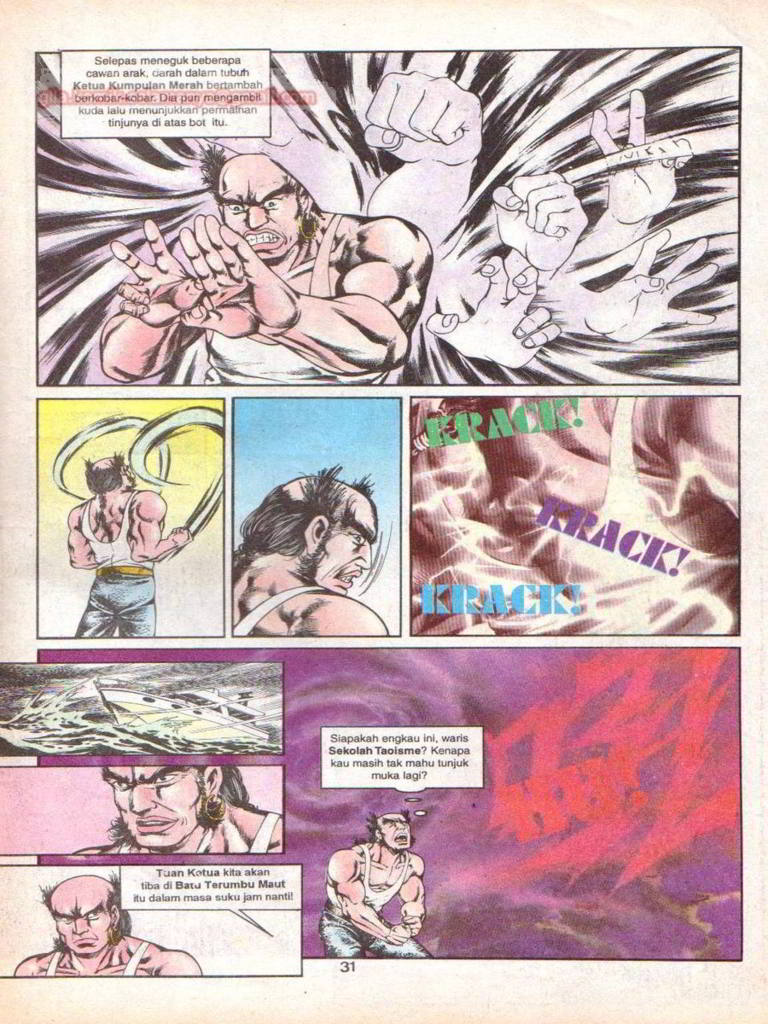 Selepas meneguk beberapa
cawan arak, darah dalam tubuh
Ketua Kumpulan Merah bertambah
berkobar-kobar. Dia pun mengambil
kuda lalu menunjukkan permainan
tinjunya di atas bot itu.
KRACK!
KRACK!
KRACK!
Siapakah engkau ini, waris
Sekolah Taoisme? Kenapa
kau masih tak mahu tunjuk
muka lagi?
Tuan Ketua kita akan
tiba di Batu Terumbu Maut
itu dalam masa suku jam nanti!
31